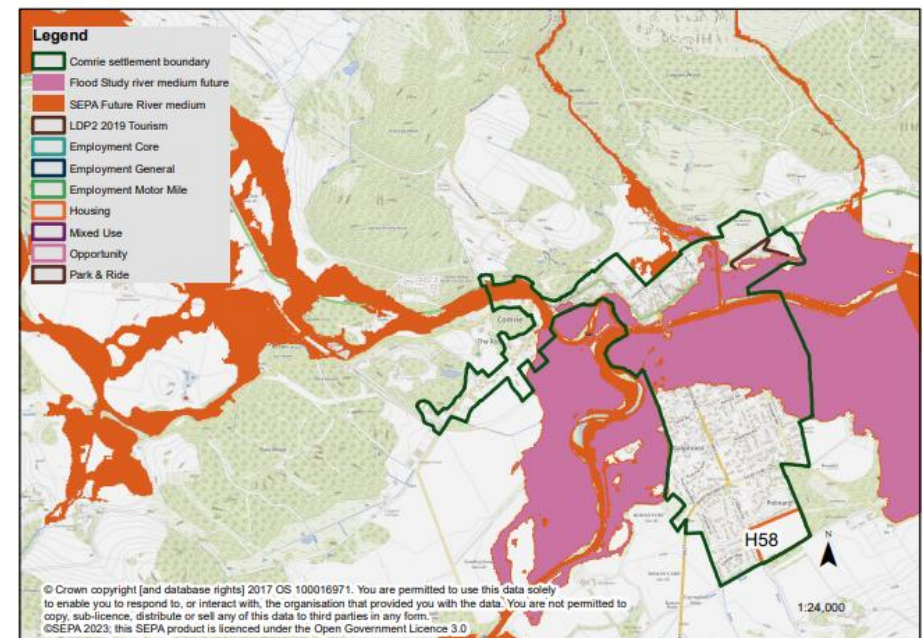 Legend
Comrie settlement boundary
Flood Study river medium future
SEPA Future River medium
LDP2 2019 Tourism
Employment Core
Employment General
Employment Motor Mile
Housing
Mixed Use
Opportunity
Park & Ride
Comrie
The Ross
Dalginross
H58
N
1:24,000
© Crown copyright [and database rights] 2017 OS 100016971. You are permitted to use this data solely
to enable you to respond to, or interact with, the organisation that provided you with the data. You are not permitted to
copy, sub-licence, distribute or sell any of this data to third parties in any form.
©SEPA 2023; this SEPA product is licenced under the Open Government Licence 3.0